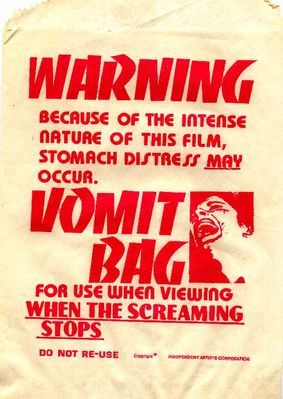 WARNING
BECAUSE OF THE INTENSE
NATURE OF THIS FILM,
STOMACH DISTRESS MAY
OCCUR.
VOMIT
BAG
FOR USE WHEN VIEWING
WHEN THE SCREAMING
STOPS
DO NOT RE-USE Copyright © INDEPENDENT ARTISTS CORPORATION